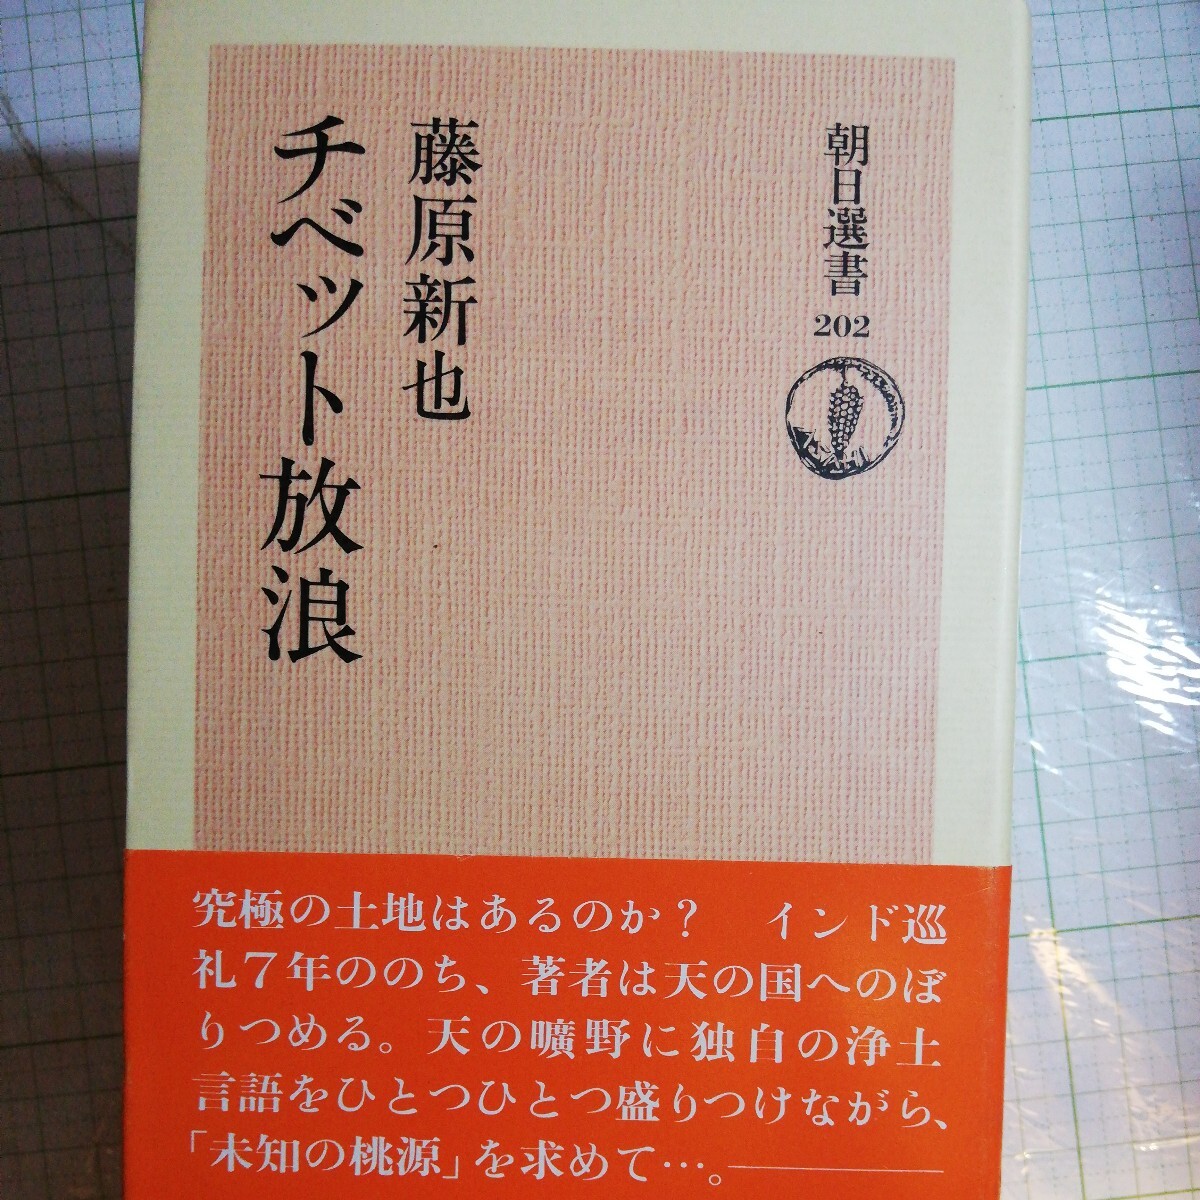 朝日選書
202
ASAHI
藤原新也
チベット放浪
究極の土地はあるのか？　インド巡
礼７年ののち、著者は天の国へのぼ
りつめる。天の曠野に独自の浄土
言語をひとつひとつ盛りつけながら、
「未知の桃源」を求めて…。